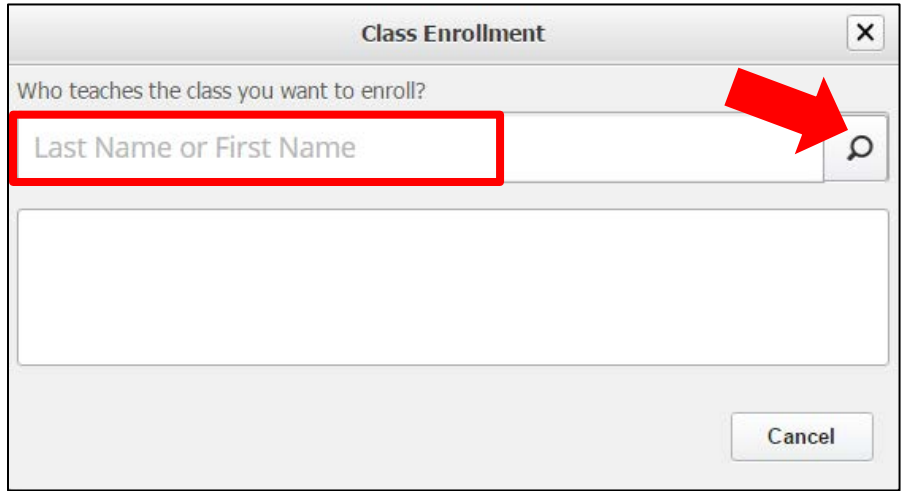 Class Enrollment
Who teaches the class you want to enroll?
Last Name or First Name
Cancel